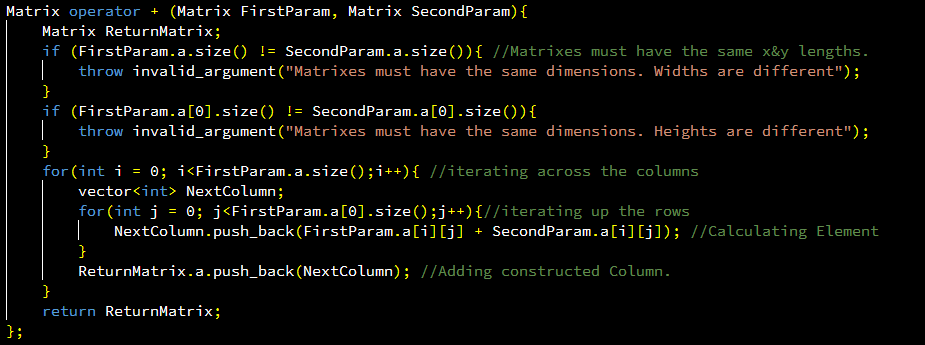 Matrix operator + (Matrix FirstParam, Matrix SecondParam){
    Matrix ReturnMatrix;
    if (FirstParam.a.size() != SecondParam.a.size()){ //Matrixes must have the same x&y lengths.
        throw invalid_argument("Matrixes must have the same dimensions. Widths are different");
    }
    if (FirstParam.a[0].size() != SecondParam.a[0].size()){
        throw invalid_argument("Matrixes must have the same dimensions. Heights are different");
    }
    for(int i = 0; i<FirstParam.a.size();i++){ //iterating across the columns
        vector<int> NextColumn;
        for(int j = 0; j<FirstParam.a[0].size();j++){//iterating up the rows
            NextColumn.push_back(FirstParam.a[i][j] + SecondParam.a[i][j]); //Calculating Element
        }
        ReturnMatrix.a.push_back(NextColumn); //Adding constructed Column.
    }
    return ReturnMatrix;
};